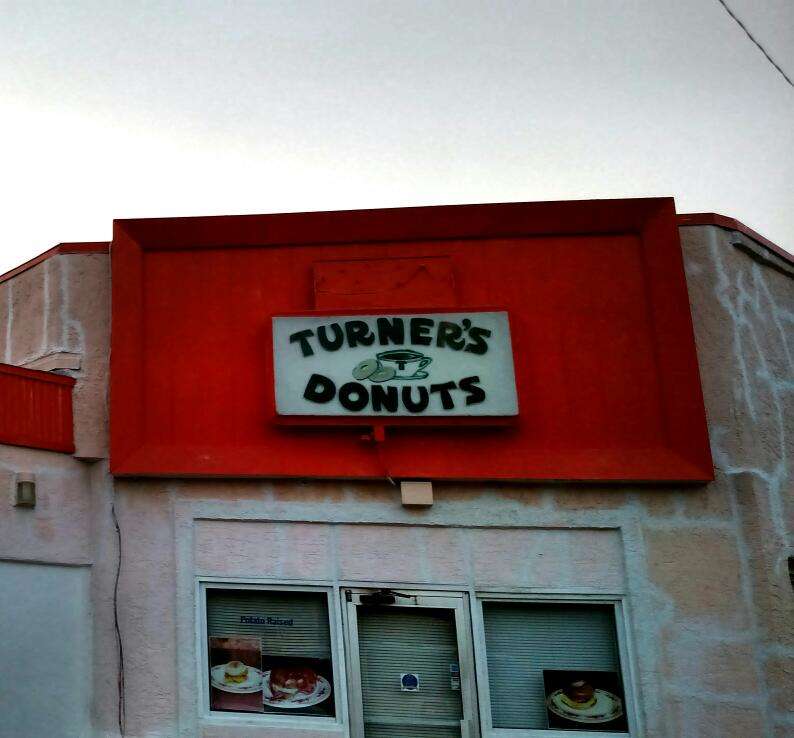 TURNER'S
DONUTS
Potato Raised